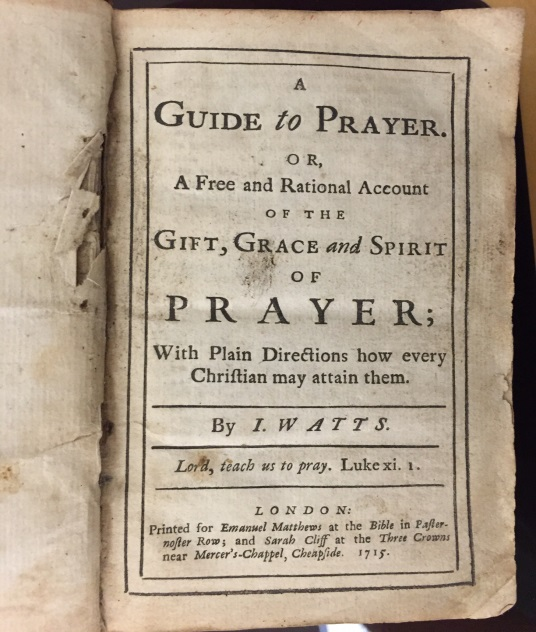 A
GUIDE to PRAYER.
OR,
A Free and Rational Account
OF THE
GIFT, GRACE and SPIRIT
OF
PRAYER;
With Plain Directions how every
Chriſtian may attain them.
By I. WATTS.
Lord, teach us to pray. Luke xi. 1.
LONDON:
Printed for Emanuel Matthews at the Bible in Pater-
noſter Row; and Sarah Cliff at the Three Crowns
near Mercer's-Chappel, Cheapſide. 1715.